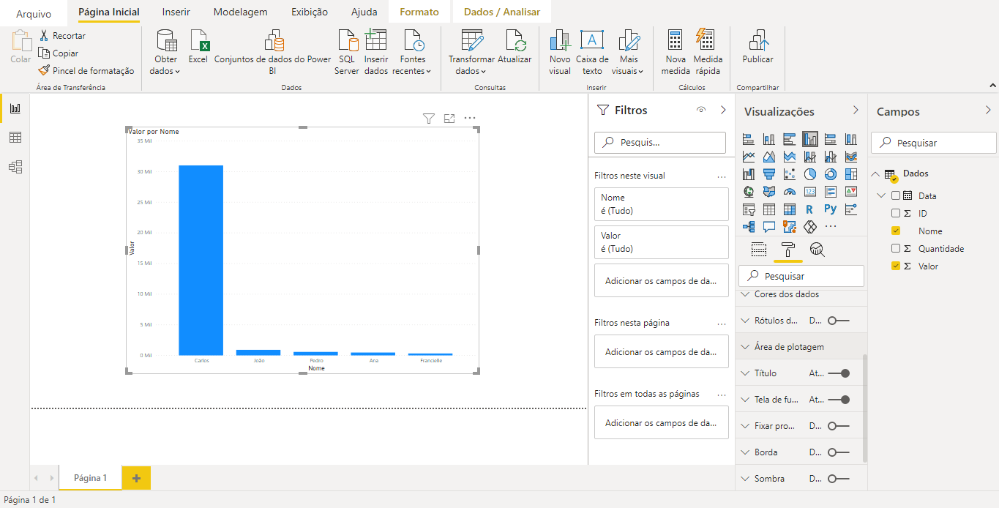 Arquivo
Página Inicial
Inserir
Modelagem
Exibição
Ajuda
Formato
Dados / Analisar
Colar
Recortar
Copiar
Pincel de formatação
Área de Transferência
Obter dados
Excel
Conjuntos de dados do Power BI
SQL Server
Inserir dados
Fontes recentes
Dados
Transformar dados
Atualizar
Consultas
Novo visual
A
Caixa de texto
Mais visuais
Inserir
Nova medida
Medida rápida
Cálculos
Publicar
Compartilhar
Valor por Nome
35 Mil
30 Mil
25 Mil
20 Mil
15 Mil
10 Mil
5 Mil
0 Mil
Valor
Carlos
João
Pedro
Ana
Francielle
Nome
Filtros
Pesquis...
Filtros neste visual
...
Nome
é (Tudo)
Valor
é (Tudo)
Adicionar os campos de da...
Filtros nesta página
...
Adicionar os campos de da...
Filtros em todas as páginas
...
Adicionar os campos de da...
Visualizações
123
R
Py
...
Pesquisar
Cores dos dados
Rótulos d... D...
Área de plotagem
Título At...
Tela de fu... At...
Fixar pro... D...
Borda D...
Sombra D...
Campos
Pesquisar
Dados
Data
Σ ID
Nome
Σ Quantidade
Σ Valor
Página 1
+
Página 1 de 1